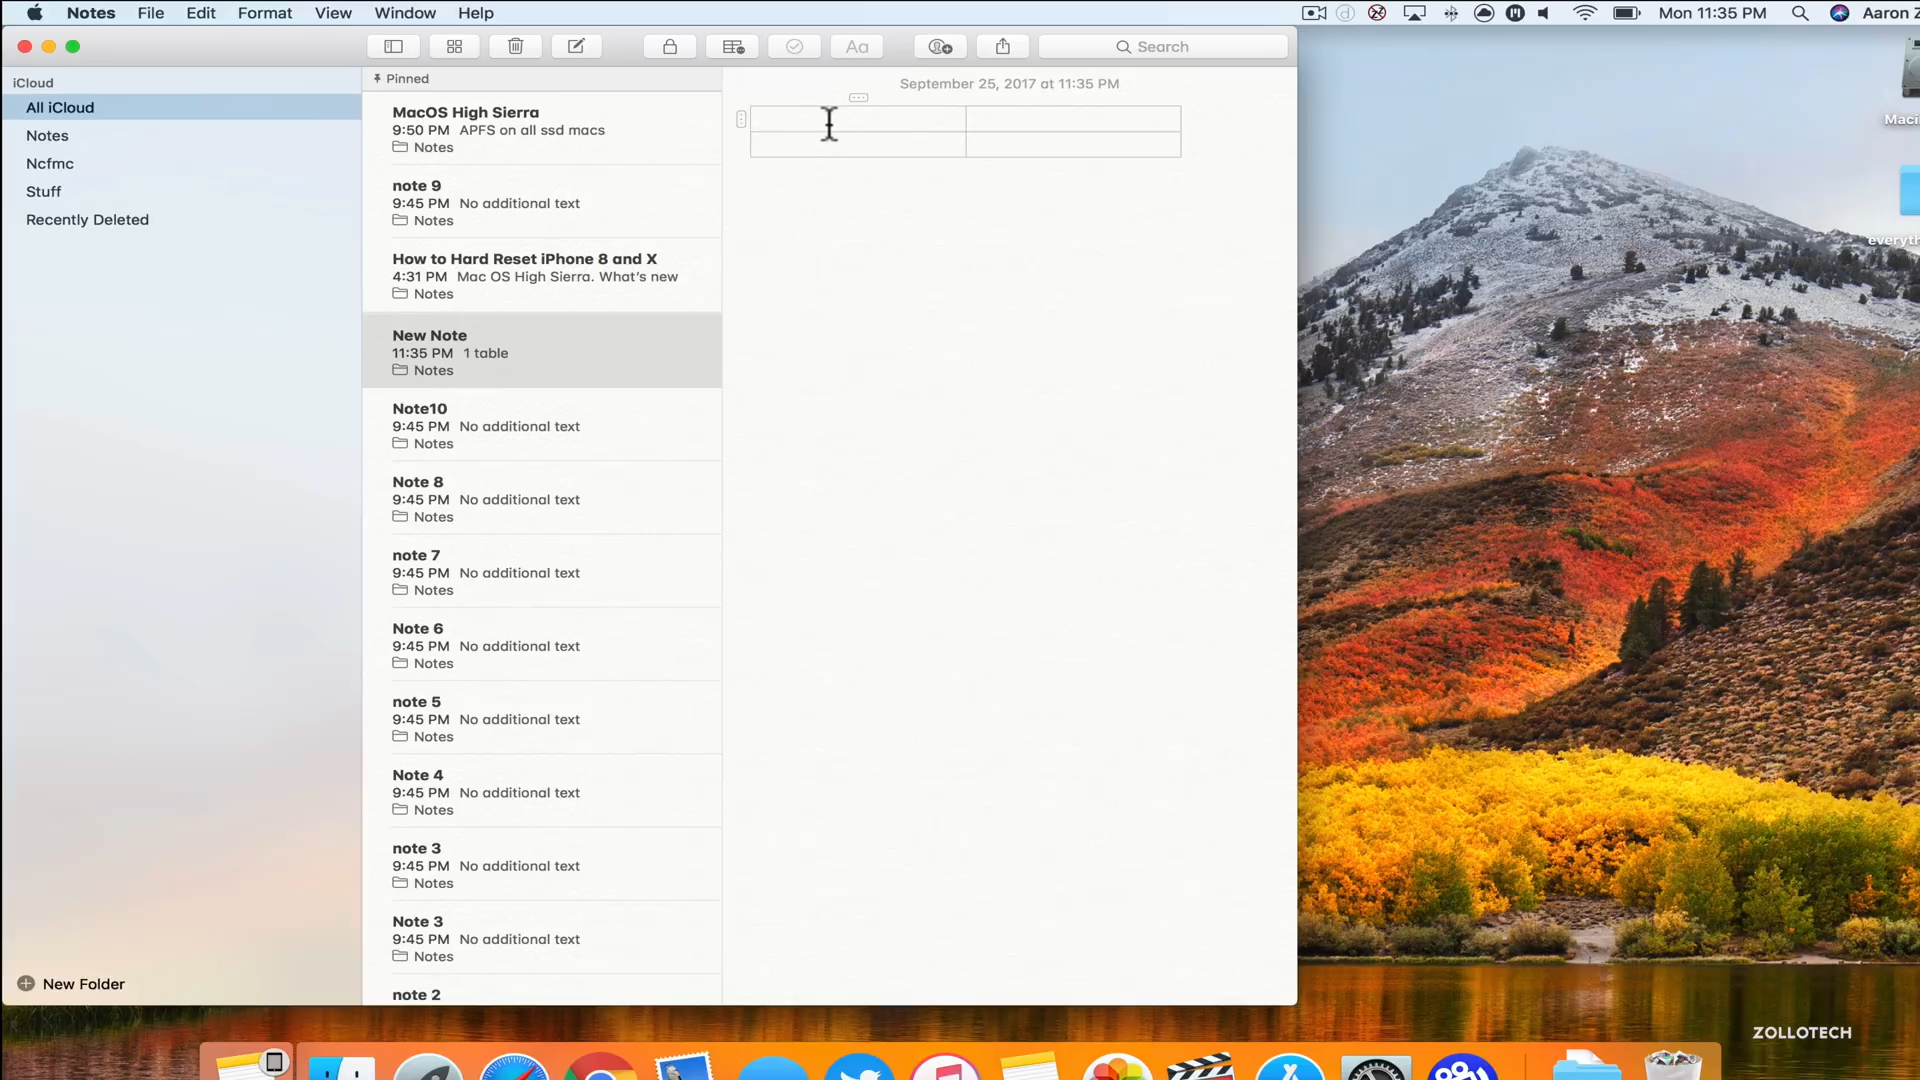 Notes File Edit Format View Window Help
Mon 11:35 PM
Search
iCloud
All iCloud
Notes
Ncfmc
Stuff
Recently Deleted
New Folder
Pinned
MacOS High Sierra
9:50 PM APFS on all ssd macs
Notes
note 9
9:45 PM No additional text
Notes
How to Hard Reset iPhone 8 and X
4:31 PM Mac OS High Sierra. What's new
Notes
New Note
11:35 PM 1 table
Notes
Note10
9:45 PM No additional text
Notes
Note 8
9:45 PM No additional text
Notes
note 7
9:45 PM No additional text
Notes
Note 6
9:45 PM No additional text
Notes
note 5
9:45 PM No additional text
Notes
Note 4
9:45 PM No additional text
Notes
note 3
9:45 PM No additional text
Notes
Note 3
9:45 PM No additional text
Notes
note 2
Aa
September 25, 2017 at 11:35 PM
Aaron Z
ZOLLOTECH